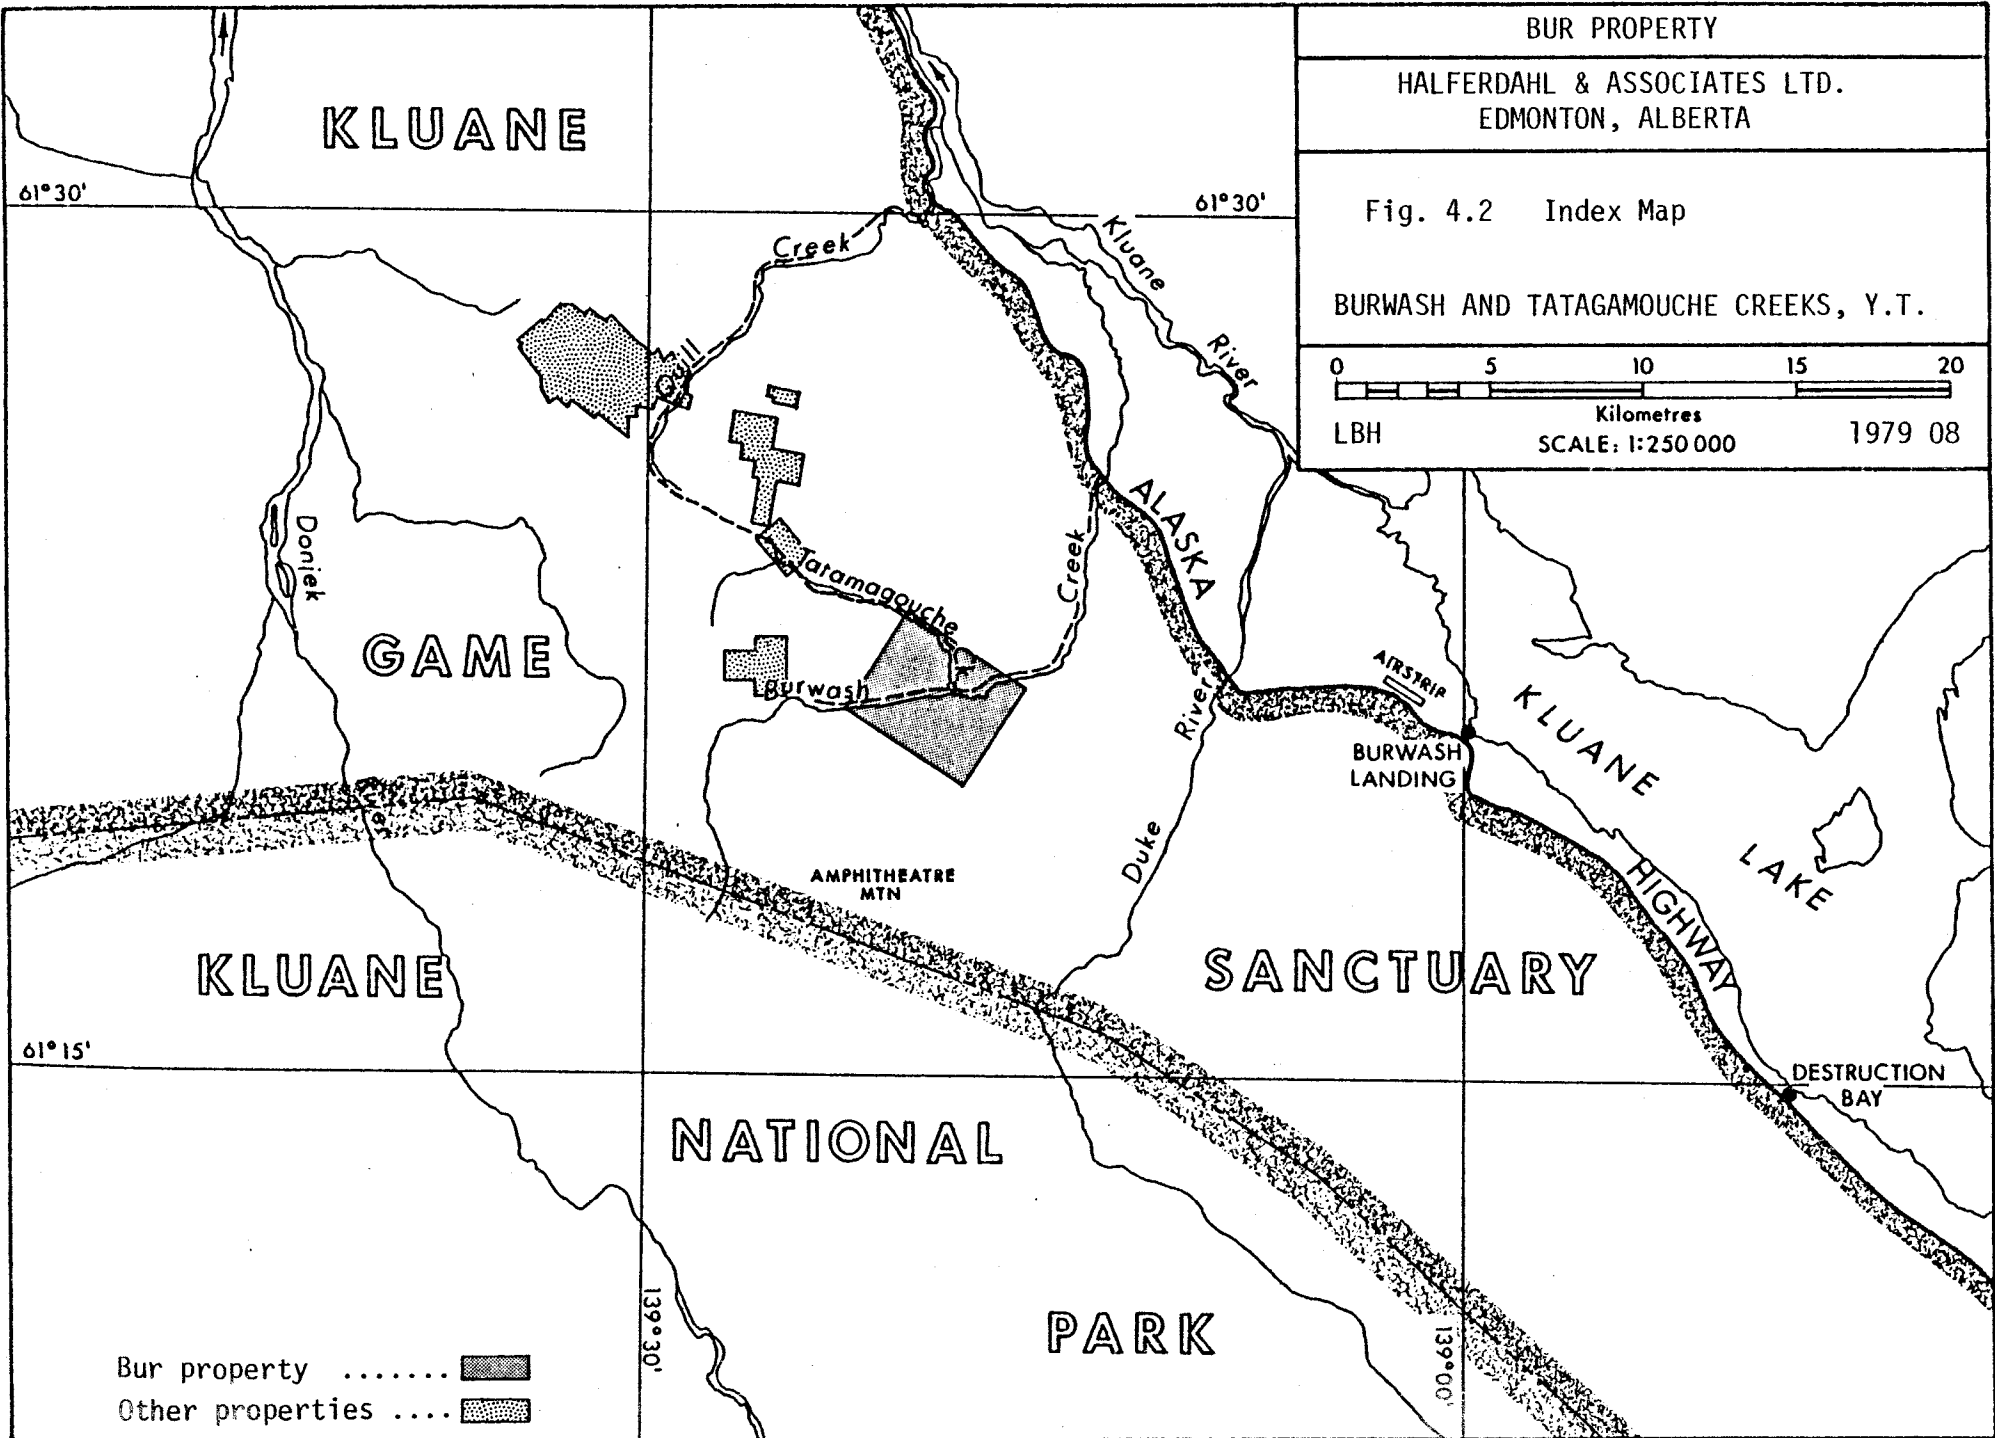 BUR PROPERTY
HALFERDAHL & ASSOCIATES LTD.
EDMONTON, ALBERTA
Fig. 4.2 Index Map
BURWASH AND TATAGAMOUCHE CREEKS, Y.T.
0 5 10 15 20
Kilometres
LBH SCALE: 1:250 000 1979 08
KLUANE
61°30'
61°30'
Creek
Kluane
River
Quill
ALASKA
Donjek
Creek
Tatamagouche
GAME
AIRSTRIP
Burwash
River
KLUANE
BURWASH
LANDING
River
LAKE
Duke
AMPHITHEATRE
MTN
HIGHWAY
KLUANE
SANCTUARY
61°15'
DESTRUCTION
BAY
NATIONAL
139°30'
PARK
139°00'
Bur property .......
Other properties ....